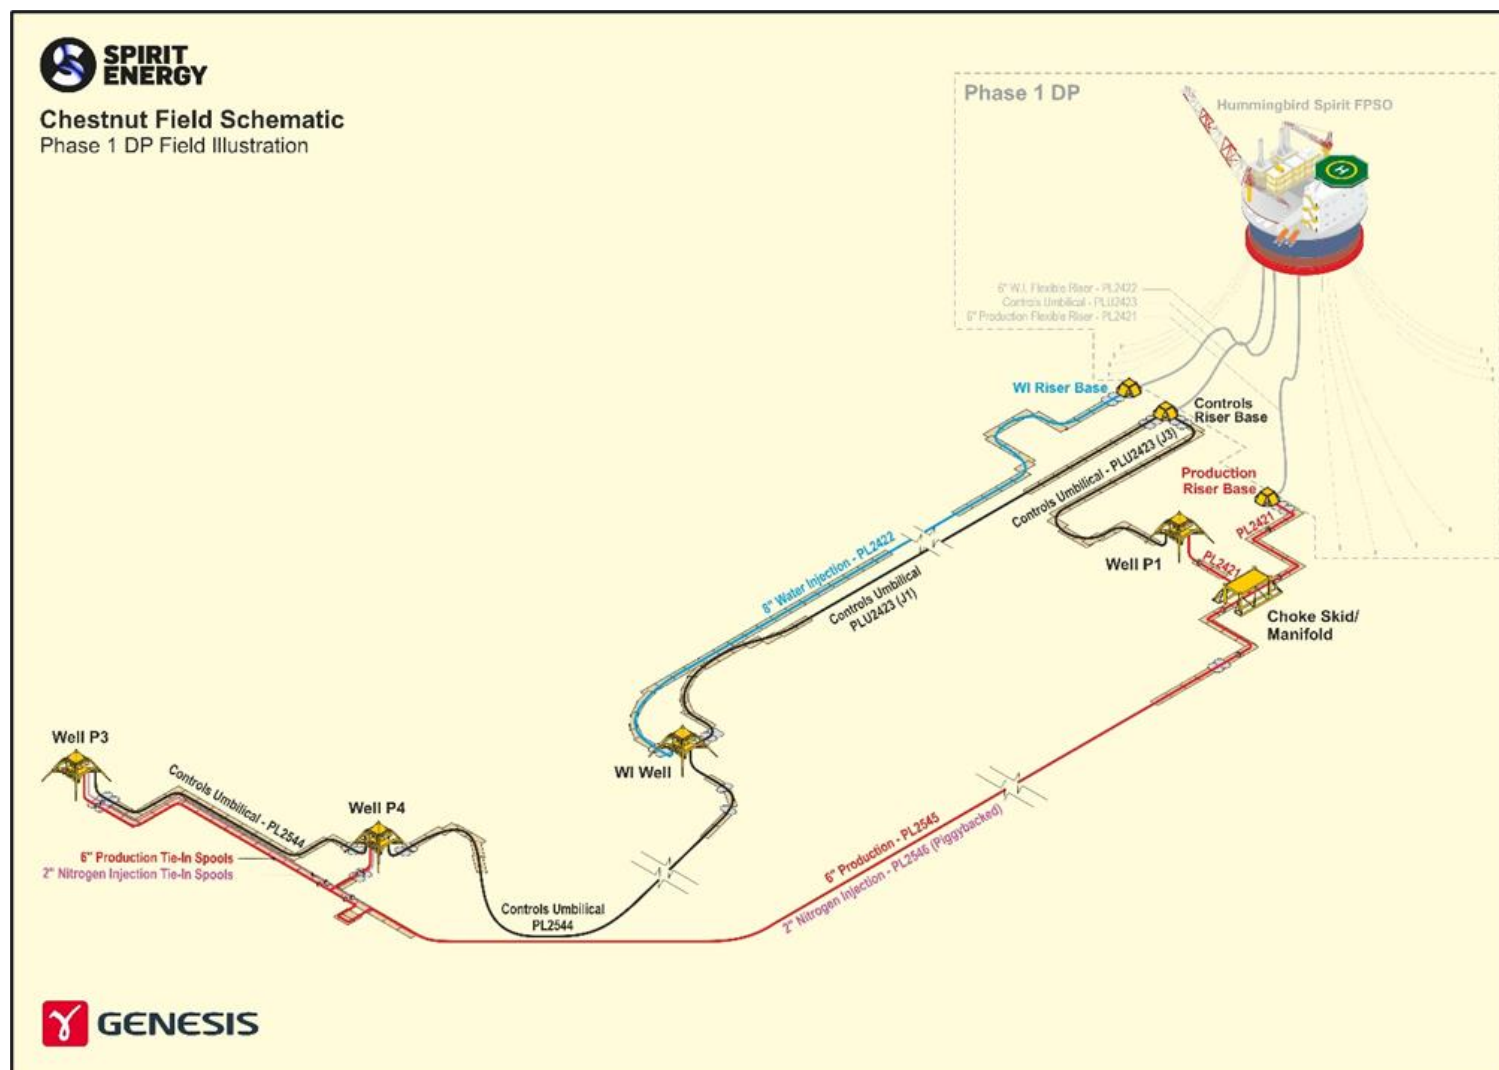 SPIRIT
ENERGY
Chestnut Field Schematic
Phase 1 DP Field Illustration
Phase 1 DP
Hummingbird Spirit FPSO
H
6" W.I. Flexible Riser - PL2422
Controls Umbilical - PLU2423
6" Production Flexible Riser - PL2421
WI Riser Base
Controls
Riser Base
Controls Umbilical - PLU2423 (J3)
Production
Riser Base
PL2421
Well P1
PL2421
Choke Skid/
Manifold
6" Water Injection - PL2422
Controls Umbilical
PLU2423 (J1)
WI Well
Well P3
Controls Umbilical - PL2544
Well P4
6" Production Tie-In Spools
2" Nitrogen Injection Tie-In Spools
Controls Umbilical
PL2544
6" Production - PL2545
2" Nitrogen Injection - PL2546 (Piggybacked)
GENESIS